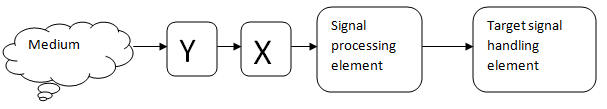 Medium
Y
X
Signal
processing
element
Target signal
handling
element